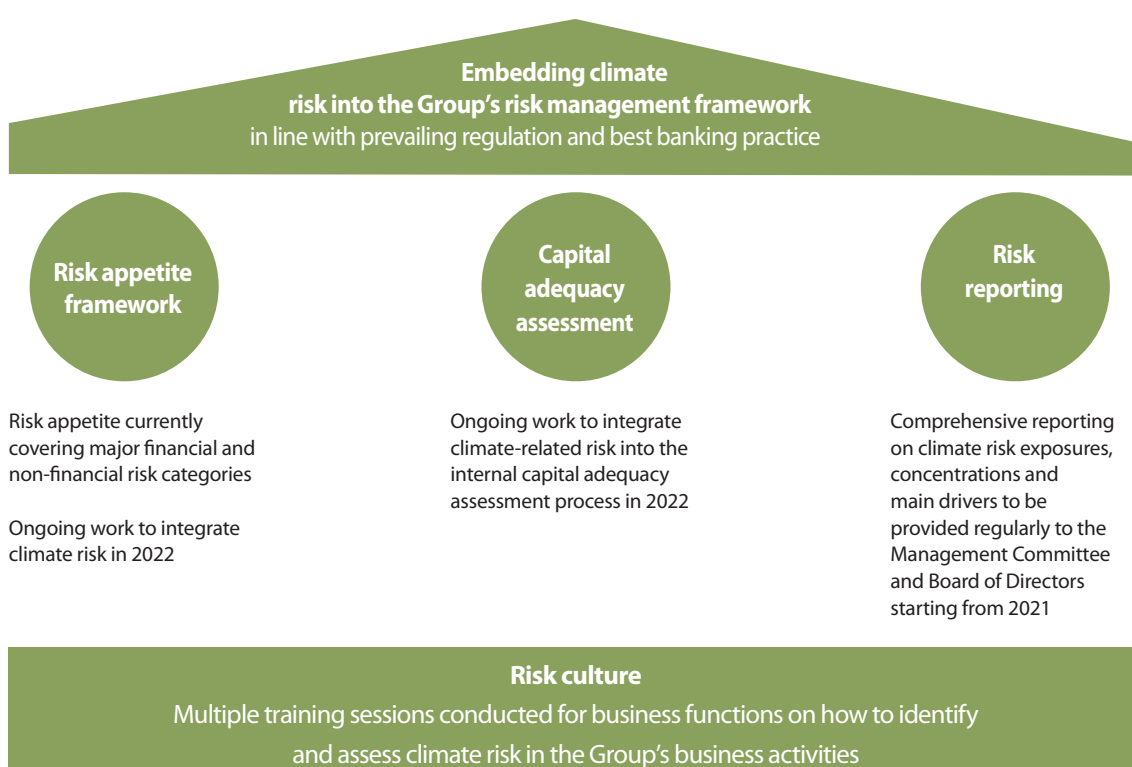 Embedding climate
risk into the Group’s risk management framework
in line with prevailing regulation and best banking practice
Risk appetite
framework
Capital
adequacy
assessment
Risk
reporting
Risk appetite currently
covering major financial and
non-financial risk categories
Ongoing work to integrate
climate risk in 2022
Ongoing work to integrate
climate-related risk into the
internal capital adequacy
assessment process in 2022
Comprehensive reporting
on climate risk exposures,
concentrations and
main drivers to be
provided regularly to the
Management Committee
and Board of Directors
starting from 2021
Risk culture
Multiple training sessions conducted for business functions on how to identify
and assess climate risk in the Group’s business activities